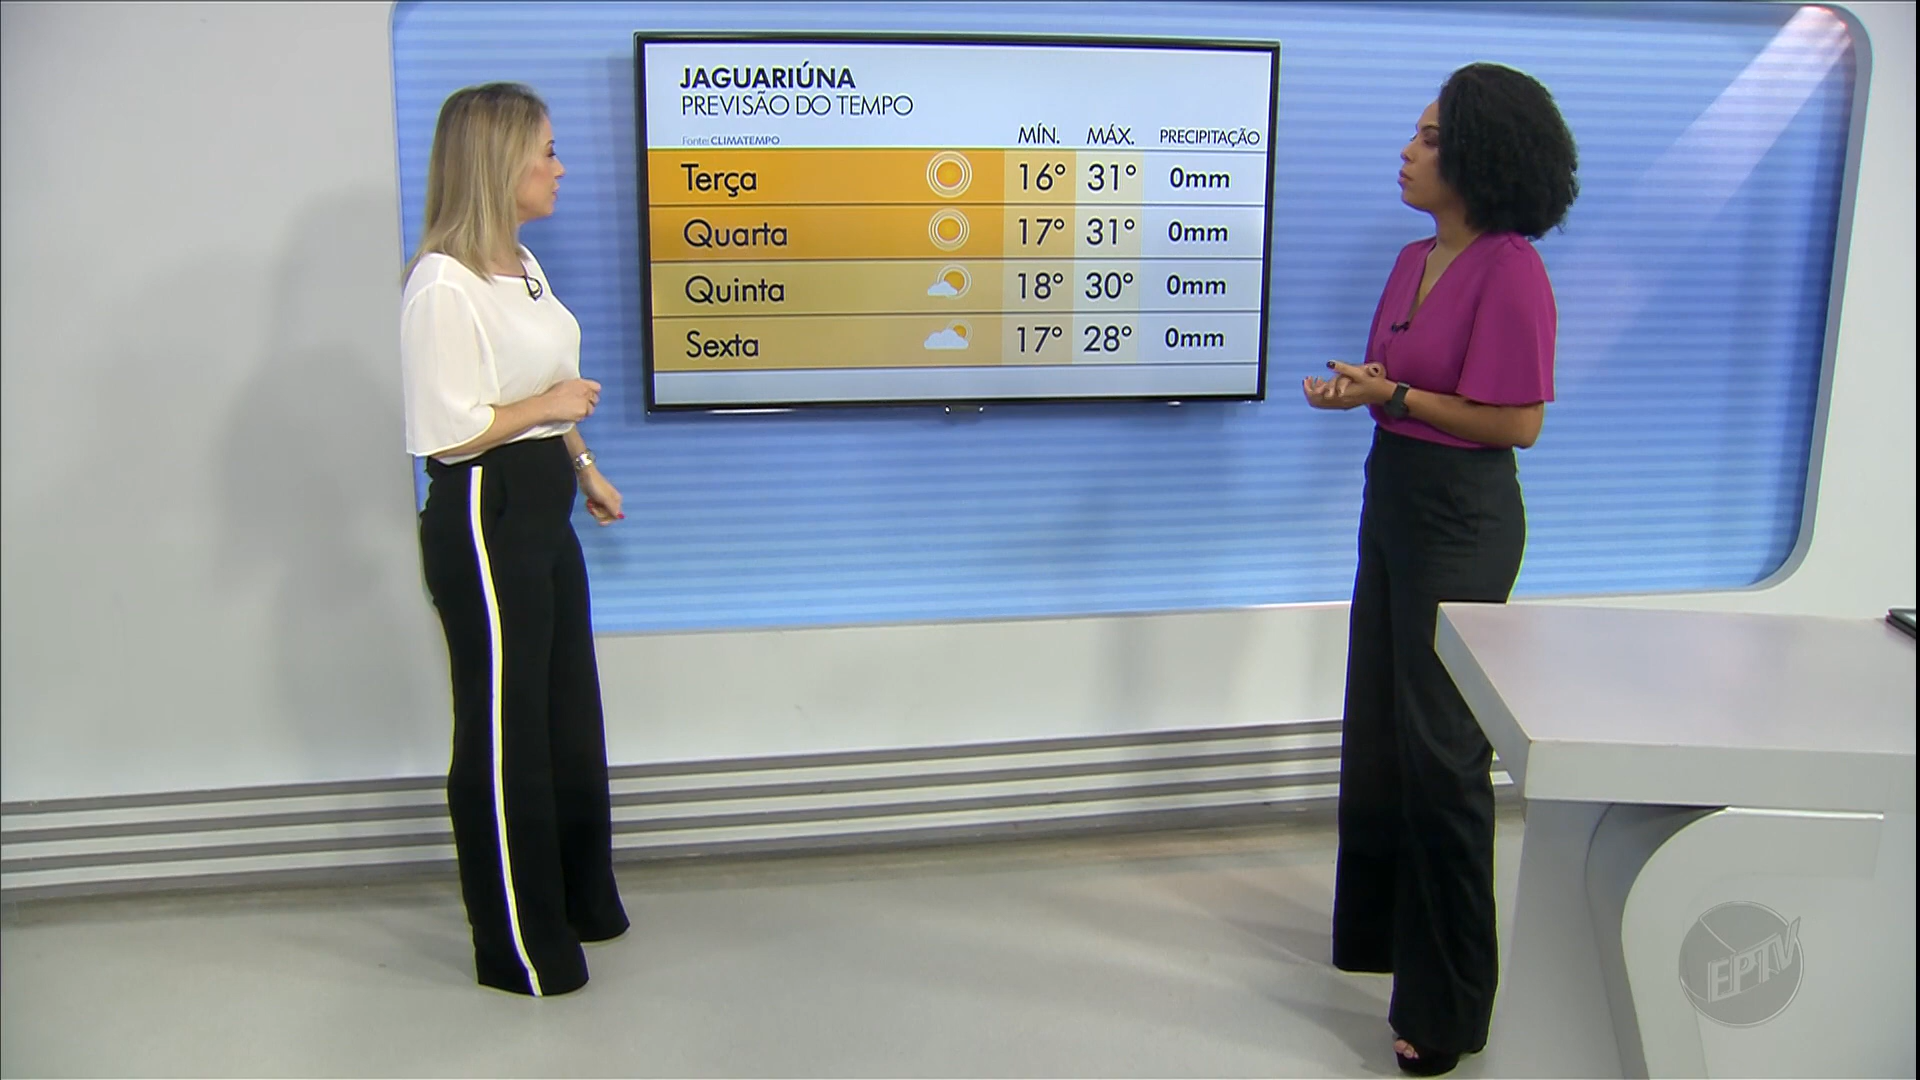 JAGUARIÚNA
PREVISÃO DO TEMPO
Fonte: CLIMATEMPO
MÍN. MÁX. PRECIPITAÇÃO
Terça 16° 31° 0mm
Quarta 17° 31° 0mm
Quinta 18° 30° 0mm
Sexta 17° 28° 0mm
EPTV